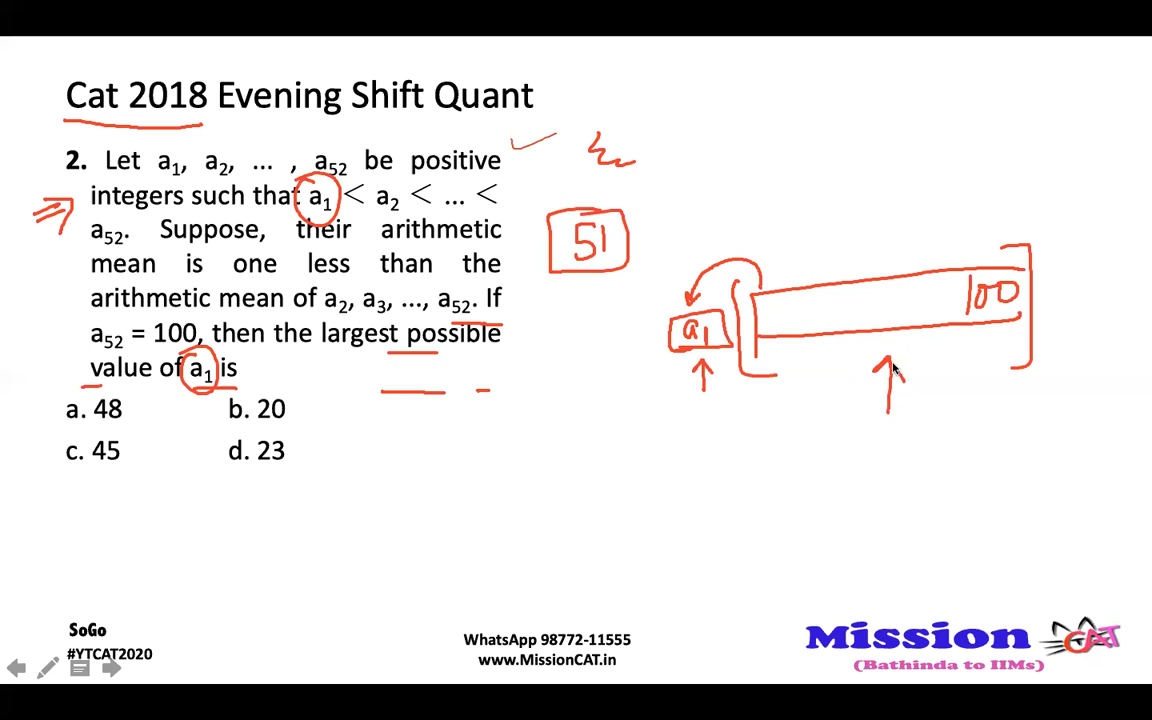 Cat 2018 Evening Shift Quant
2. Let a₁, a₂, ... , a₅₂ be positive
integers such that a₁ < a₂ < ... <
a₅₂. Suppose, their arithmetic
mean is one less than the
arithmetic mean of a₂, a₃, ..., a₅₂. If
a₅₂ = 100, then the largest possible
value of a₁ is
a. 48 b. 20
c. 45 d. 23
51
100
a₁
SoGo
#YTCAT2020
WhatsApp 98772-11555
www.MissionCAT.in
Mission CAT
(Bathinda to IIMs)